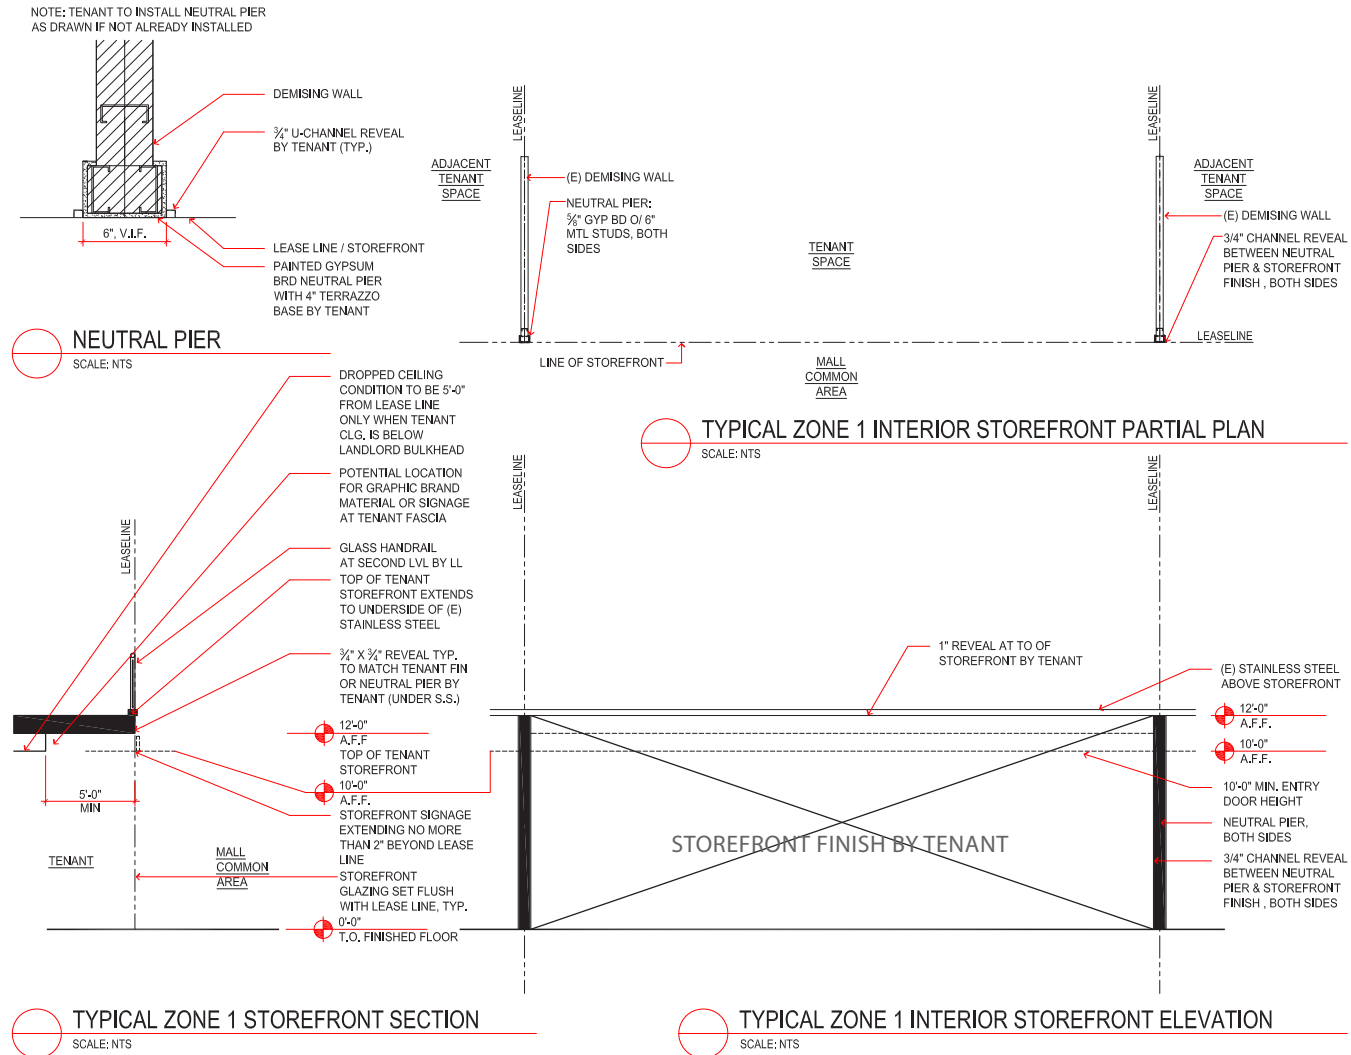 NOTE: TENANT TO INSTALL NEUTRAL PIER
AS DRAWN IF NOT ALREADY INSTALLED
DEMISING WALL
3/4" U-CHANNEL REVEAL
BY TENANT (TYP.)
6", V.I.F.
LEASE LINE / STOREFRONT
PAINTED GYPSUM
BRD NEUTRAL PIER
WITH 4" TERRAZZO
BASE BY TENANT
NEUTRAL PIER
SCALE: NTS
LEASELINE
LEASELINE
ADJACENT
TENANT
SPACE
(E) DEMISING WALL
NEUTRAL PIER:
5/8" GYP BD O/ 6"
MTL STUDS, BOTH
SIDES
TENANT
SPACE
ADJACENT
TENANT
SPACE
(E) DEMISING WALL
3/4" CHANNEL REVEAL
BETWEEN NEUTRAL
PIER & STOREFRONT
FINISH , BOTH SIDES
LEASELINE
LINE OF STOREFRONT
MALL
COMMON
AREA
TYPICAL ZONE 1 INTERIOR STOREFRONT PARTIAL PLAN
SCALE: NTS
DROPPED CEILING
CONDITION TO BE 5'-0"
FROM LEASE LINE
ONLY WHEN TENANT
CLG. IS BELOW
LANDLORD BULKHEAD
POTENTIAL LOCATION
FOR GRAPHIC BRAND
MATERIAL OR SIGNAGE
AT TENANT FASCIA
GLASS HANDRAIL
AT SECOND LVL BY LL
TOP OF TENANT
STOREFRONT EXTENDS
TO UNDERSIDE OF (E)
STAINLESS STEEL
3/4" X 3/4" REVEAL TYP.
TO MATCH TENANT FIN
OR NEUTRAL PIER BY
TENANT (UNDER S.S.)
12'-0"
A.F.F
TOP OF TENANT
STOREFRONT
10'-0"
A.F.F.
STOREFRONT SIGNAGE
EXTENDING NO MORE
THAN 2" BEYOND LEASE
LINE
STOREFRONT
GLAZING SET FLUSH
WITH LEASE LINE, TYP.
0'-0"
T.O. FINISHED FLOOR
LEASELINE
5'-0"
MIN
TENANT
MALL
COMMON
AREA
TYPICAL ZONE 1 STOREFRONT SECTION
SCALE: NTS
LEASELINE
LEASELINE
1" REVEAL AT TO OF
STOREFRONT BY TENANT
(E) STAINLESS STEEL
ABOVE STOREFRONT
12'-0"
A.F.F.
10'-0"
A.F.F.
10'-0" MIN. ENTRY
DOOR HEIGHT
NEUTRAL PIER,
BOTH SIDES
3/4" CHANNEL REVEAL
BETWEEN NEUTRAL
PIER & STOREFRONT
FINISH , BOTH SIDES
STOREFRONT FINISH BY TENANT
TYPICAL ZONE 1 INTERIOR STOREFRONT ELEVATION
SCALE: NTS